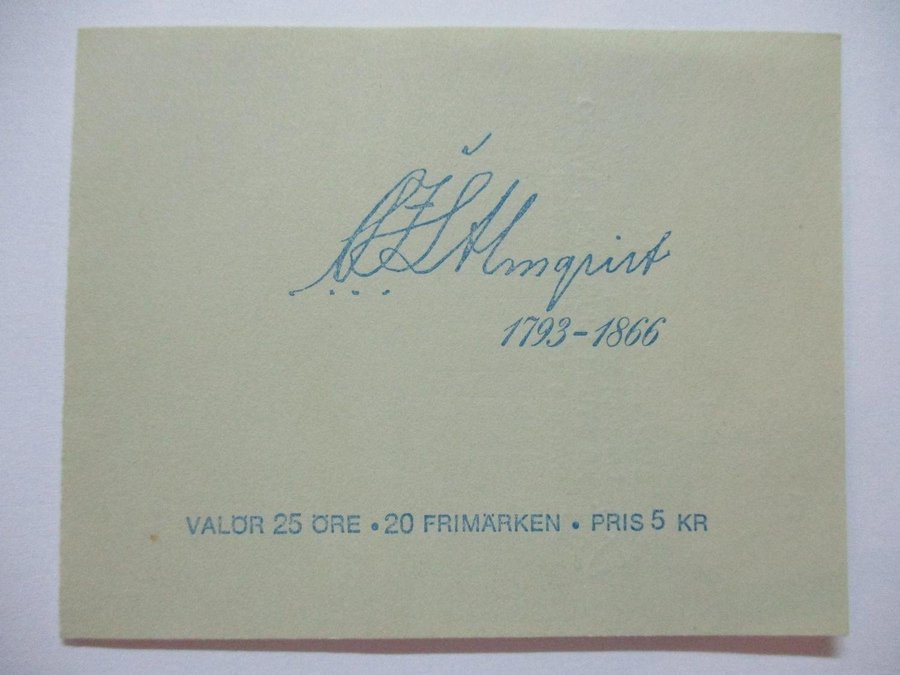 CJL Almqvist
1793-1866
VALÖR 25 ÖRE • 20 FRIMÄRKEN • PRIS 5 KR